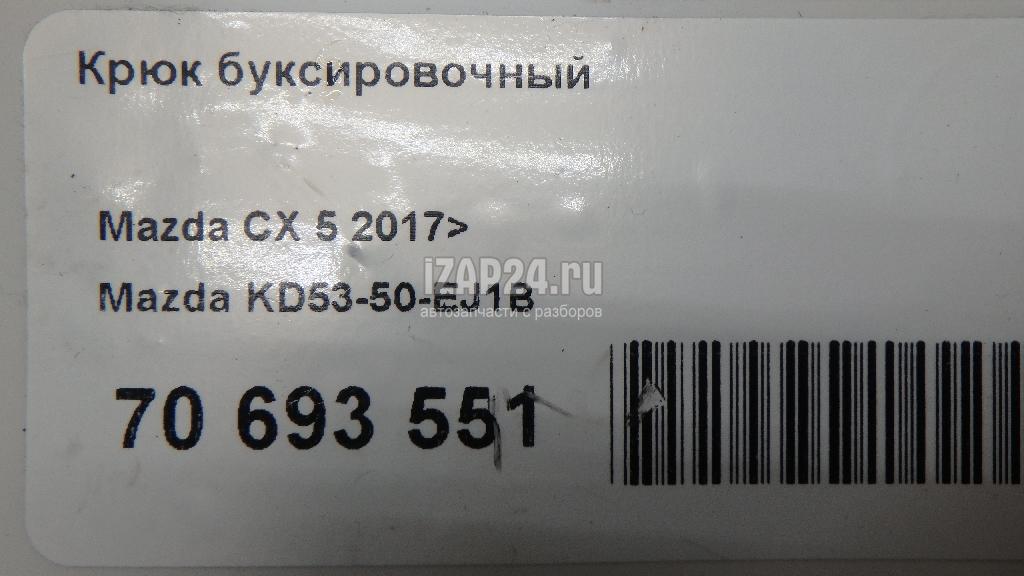 Крюк буксировочный
Mazda CX 5 2017>
iZAP24.ru
Mazda KD53-50-EJ1B
автозапчасти с разборов
70 693 551